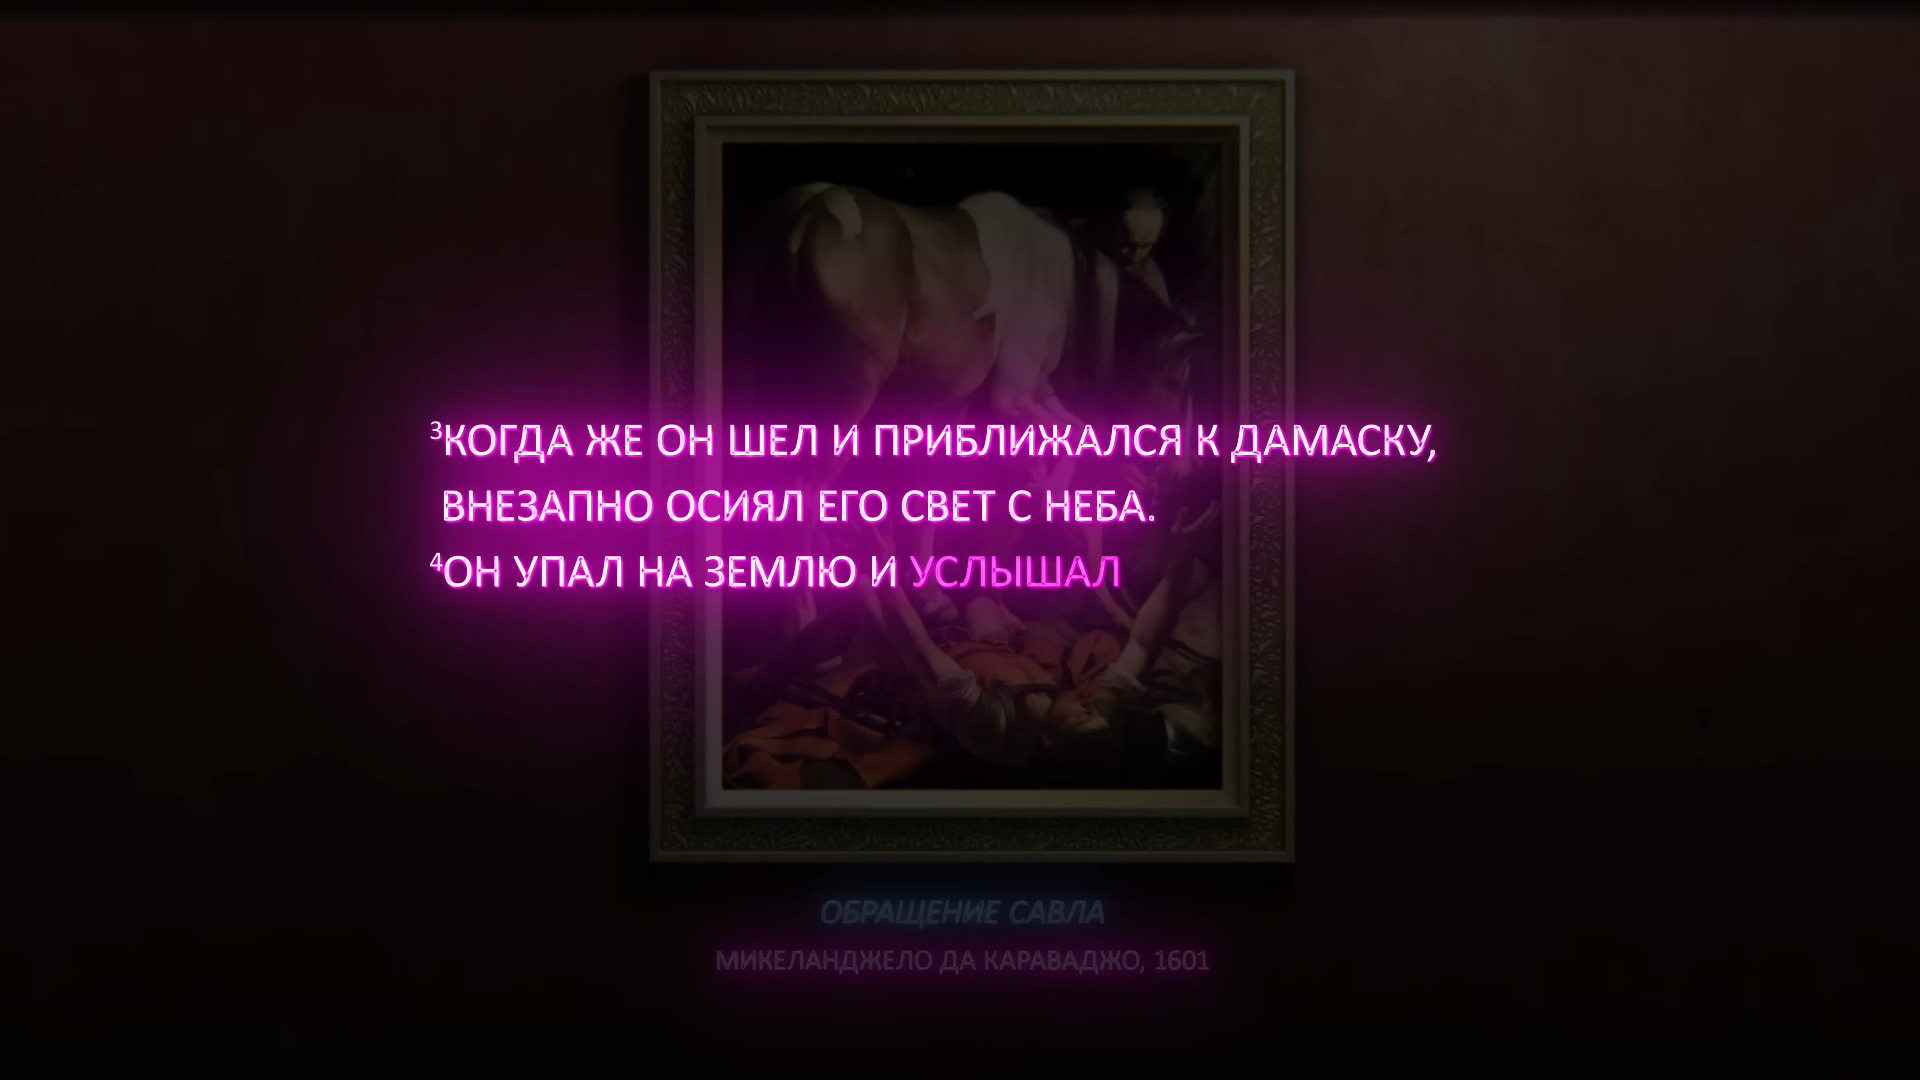 ³КОГДА ЖЕ ОН ШЕЛ И ПРИБЛИЖАЛСЯ К ДАМАСКУ,
ВНЕЗАПНО ОСИЯЛ ЕГО СВЕТ С НЕБА.
⁴ОН УПАЛ НА ЗЕМЛЮ И УСЛЫШАЛ
ОБРАЩЕНИЕ САВЛА
МИКЕЛАНДЖЕЛО ДА КАРАВАДЖО, 1601